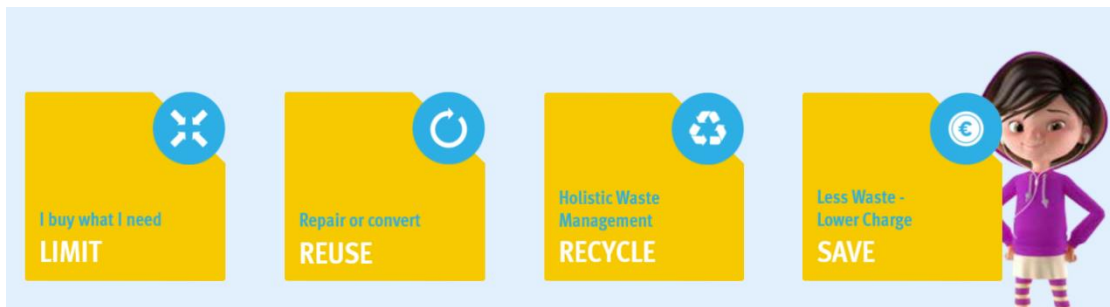 I buy what I need
LIMIT
Repair or convert
REUSE
Holistic Waste
Management
RECYCLE
Less Waste -
Lower Charge
SAVE
€